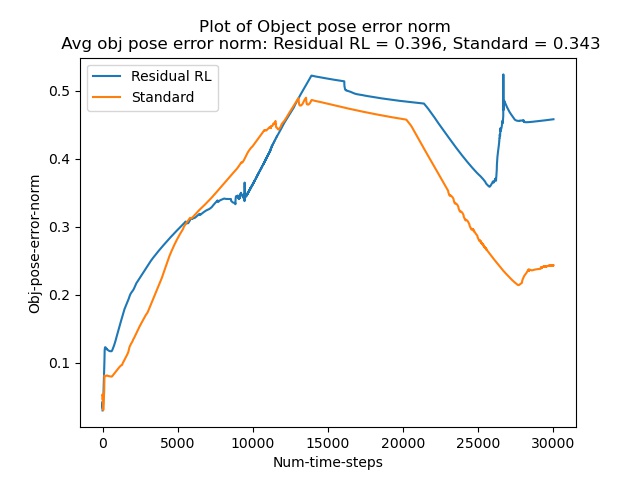 Plot of Object pose error norm
Avg obj pose error norm: Residual RL = 0.396, Standard = 0.343
Residual RL
Standard
0.5
0.4
0.3
0.2
0.1
Obj-pose-error-norm
0 5000 10000 15000 20000 25000 30000
Num-time-steps